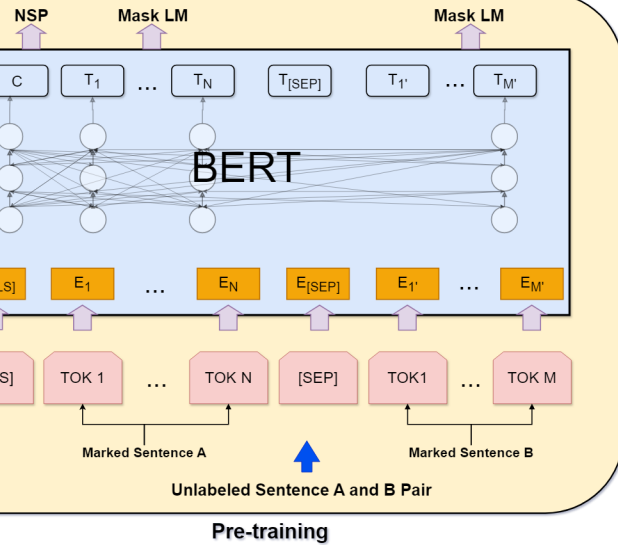 NSP Mask LM Mask LM
C T1 ... TN T[SEP] T1' ... TM'
BERT
LS] E1 ... EN E[SEP] E1' ... EM'
S] TOK 1 ... TOK N [SEP] TOK1 ... TOK M
Marked Sentence A Marked Sentence B
Unlabeled Sentence A and B Pair
Pre-training